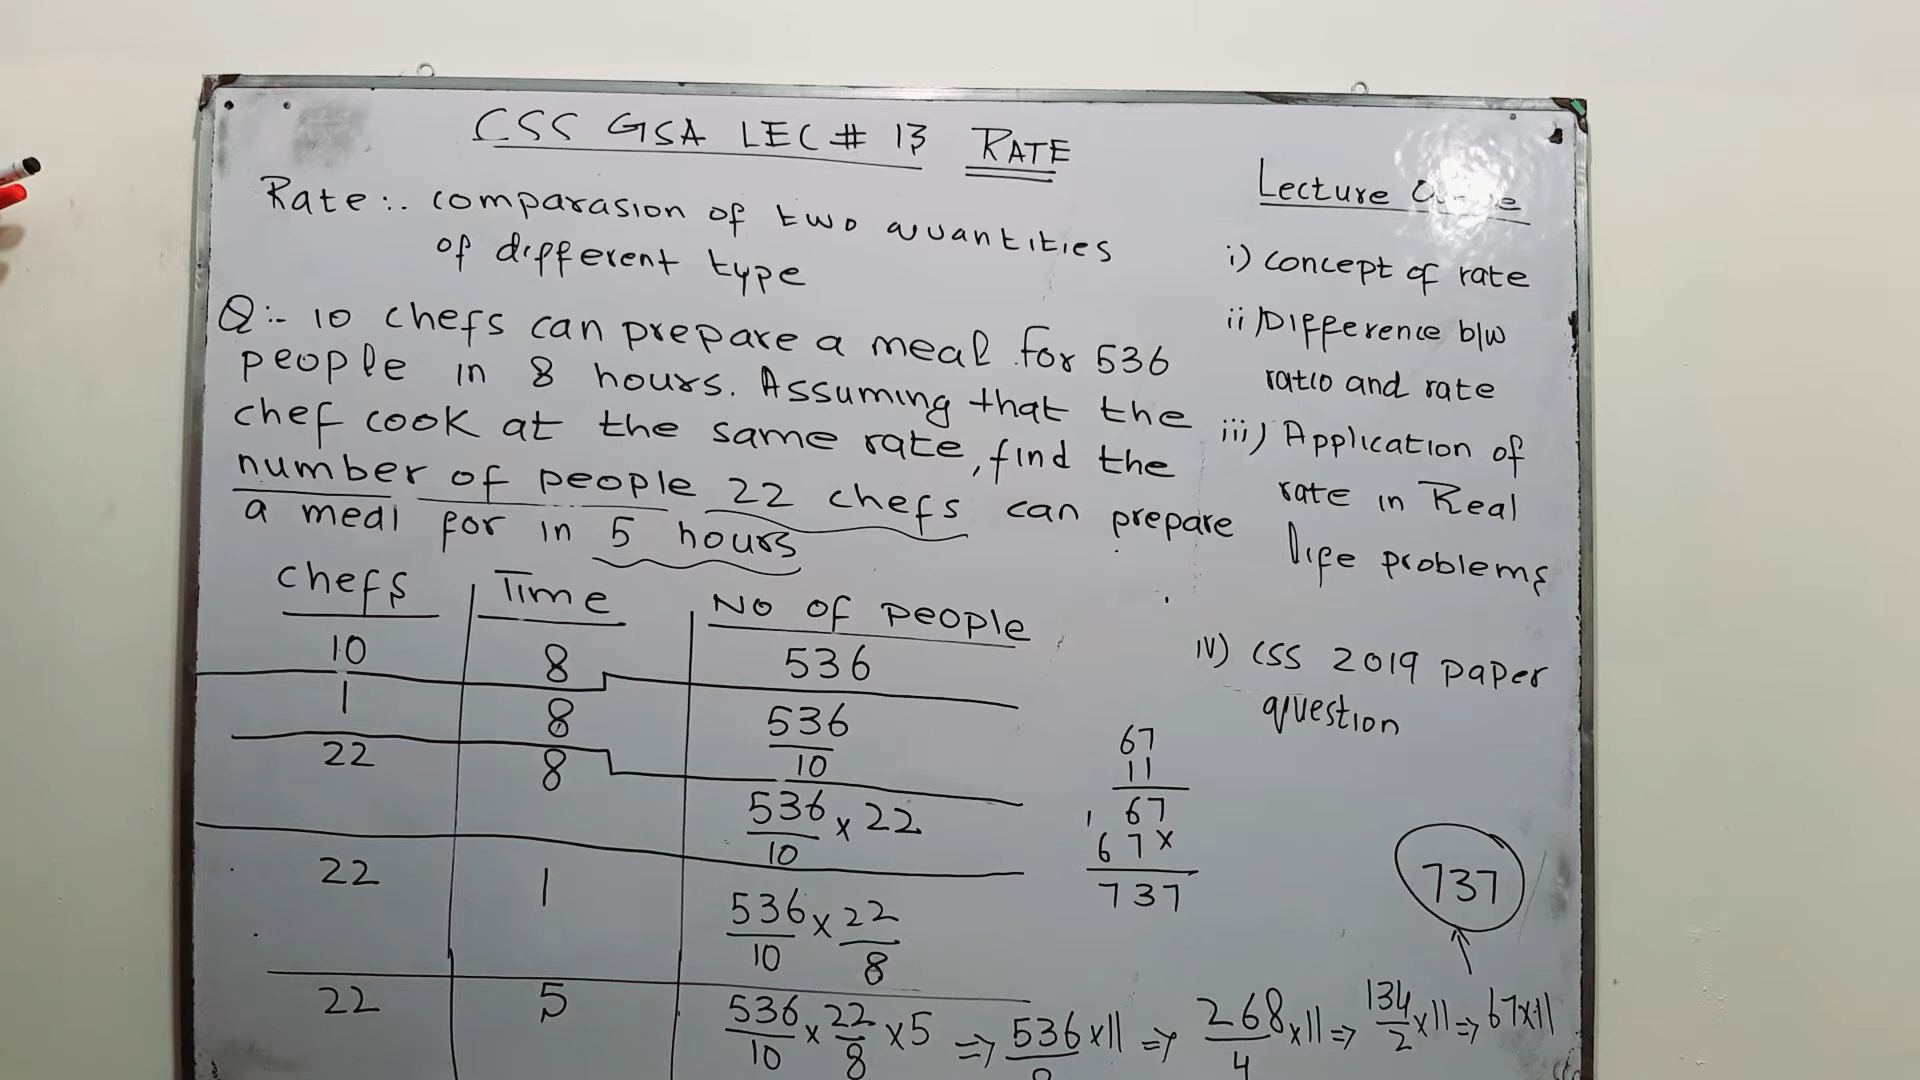 CSS GSA LEC # 13 RATE
Rate:. comparasion of two quantities
of different type
Q:- 10 chefs can prepare a meal for 536
people in 8 hours. Assuming that the
chef cook at the same rate, find the
number of people 22 chefs can prepare
a meal for in 5 hours
chefs Time No of people
10 8 536
1 8 536/10
22 8 536/10 x 22
22 1 536/10 x 22/8
22 5 536/10 x 22/8 x 5 => 536 x 11 => 268/4 x 11 => 134/2 x 11 => 67x11
67
11
1 67
67x
737
737
Lecture
i) concept of rate
ii) Difference b/w
ratio and rate
iii) Application of
rate in Real
life problems
iv) CSS 2019 paper
question